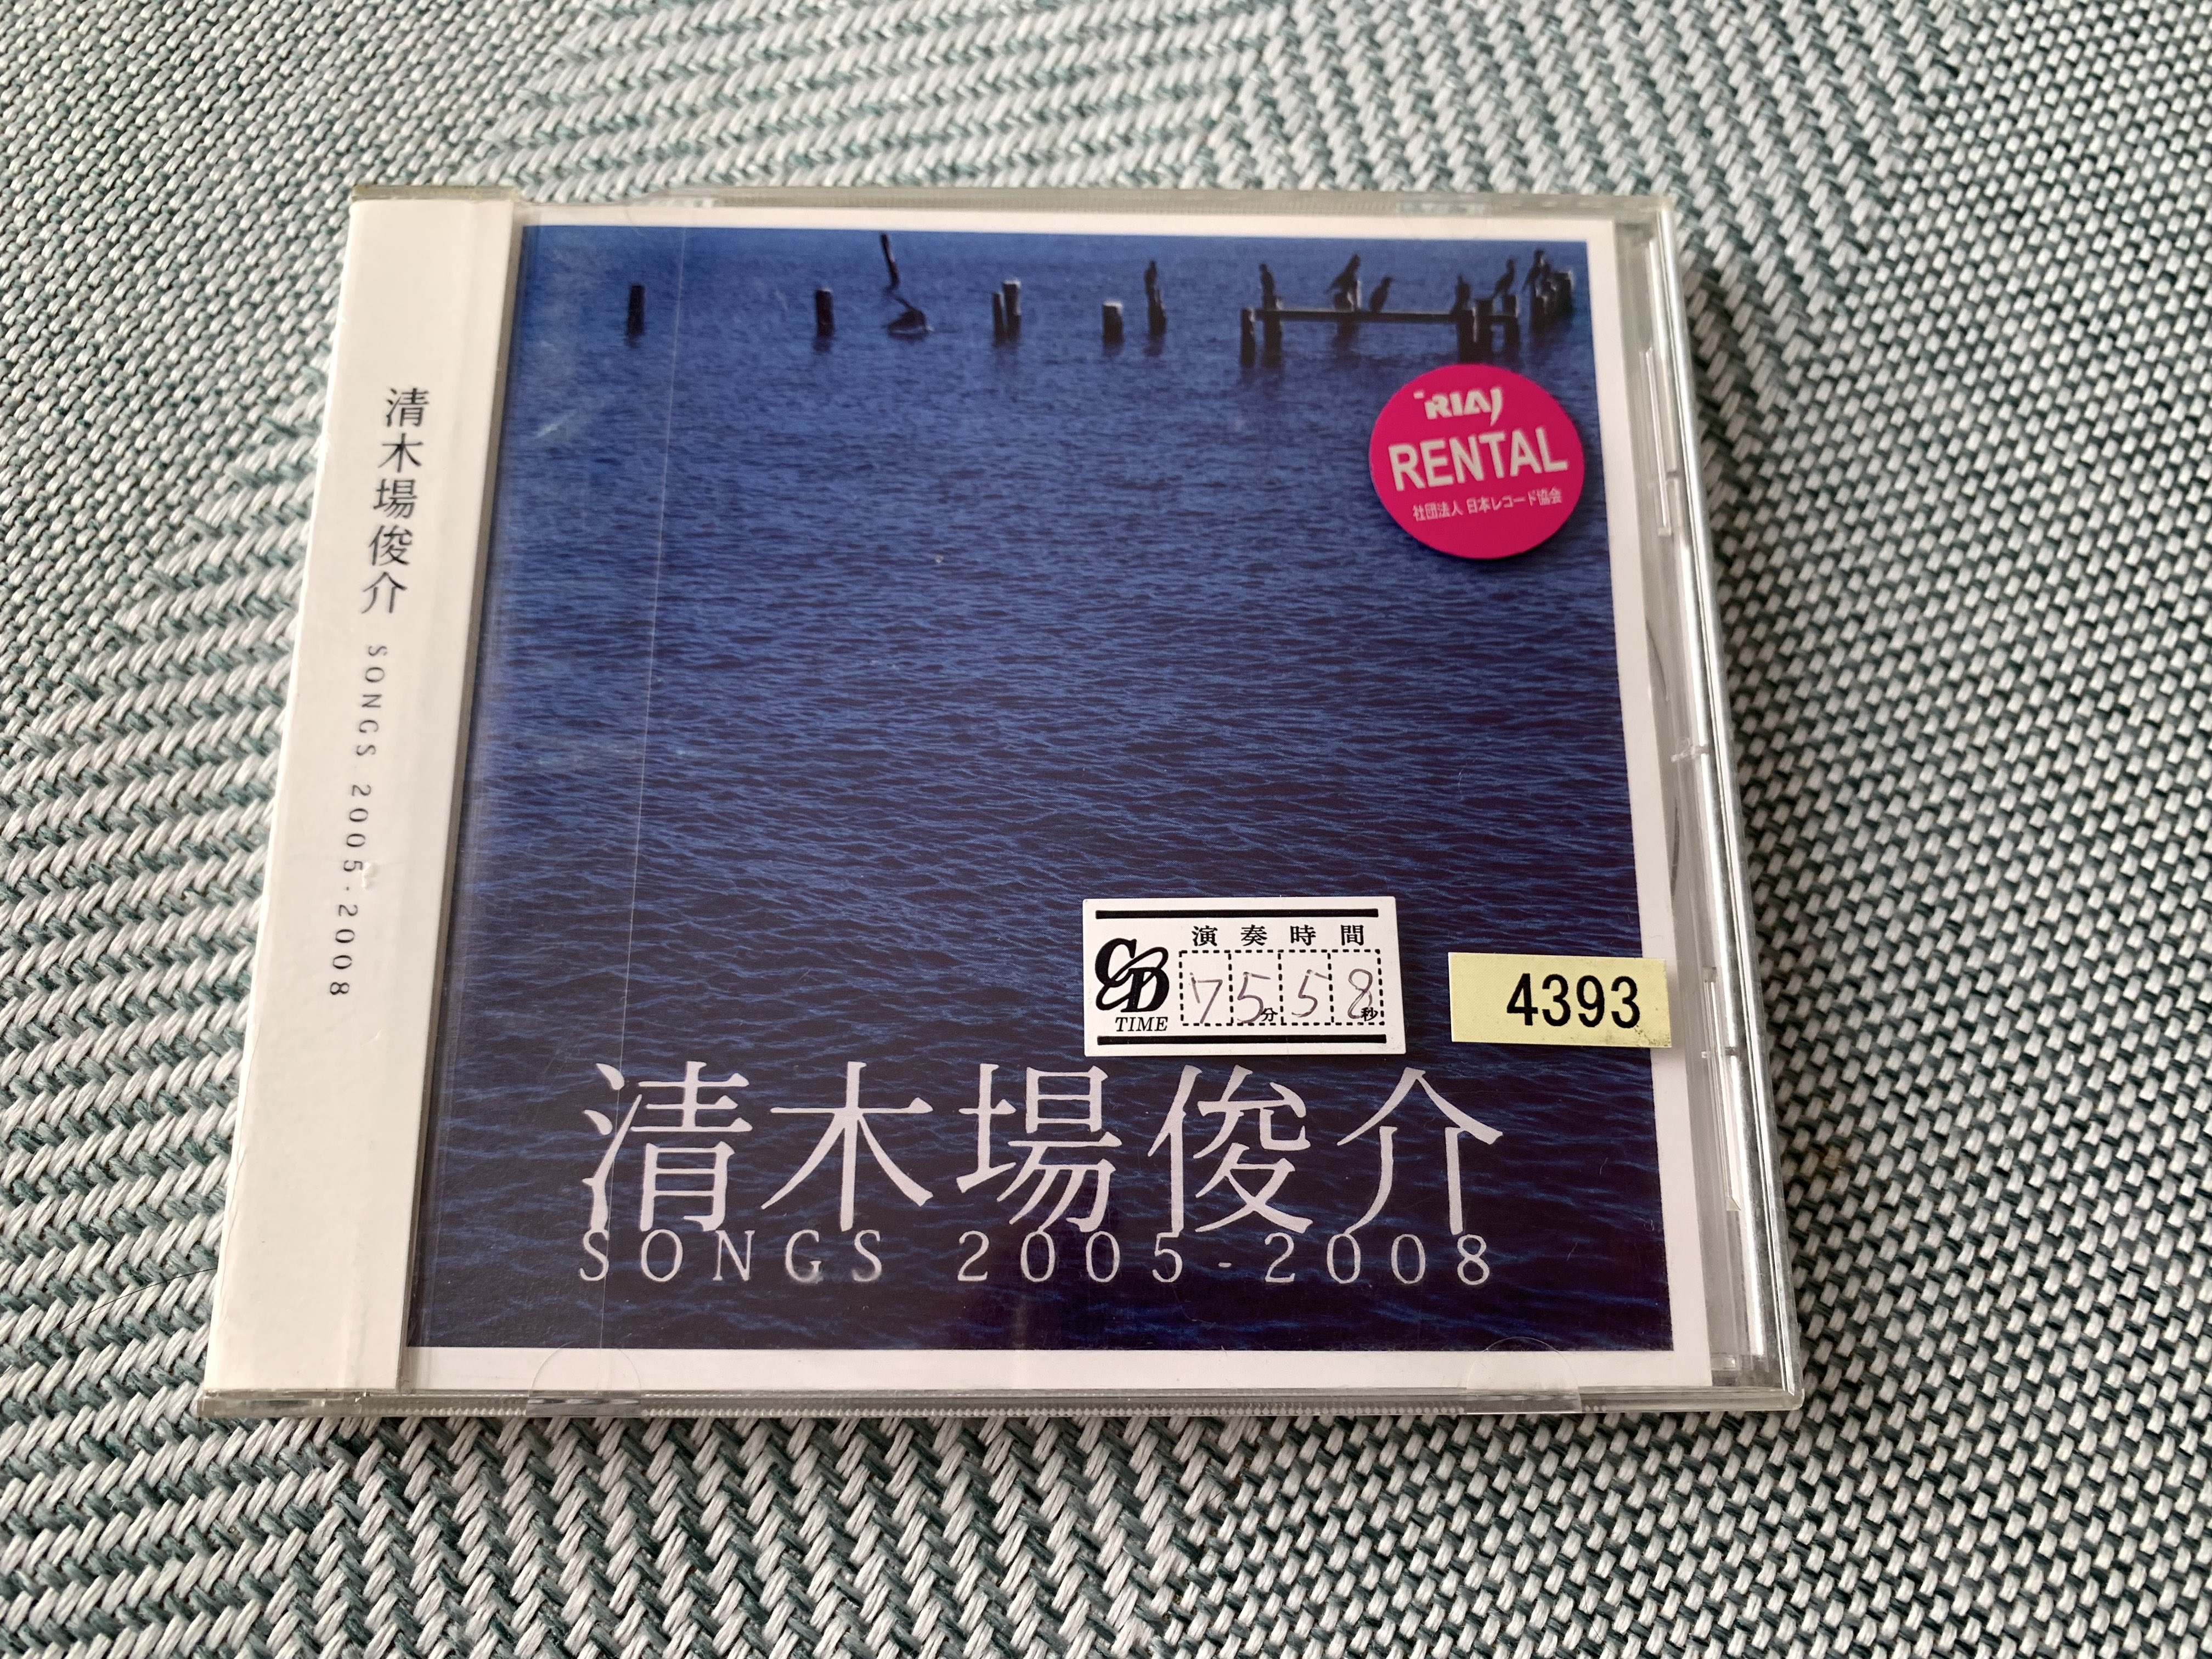 清木場俊介 SONGS 2005-2008
RIAJ
RENTAL
社団法人 日本レコード協会
演奏時間
CD 75分58秒
TIME
4393
清木場俊介
SONGS 2005-2008